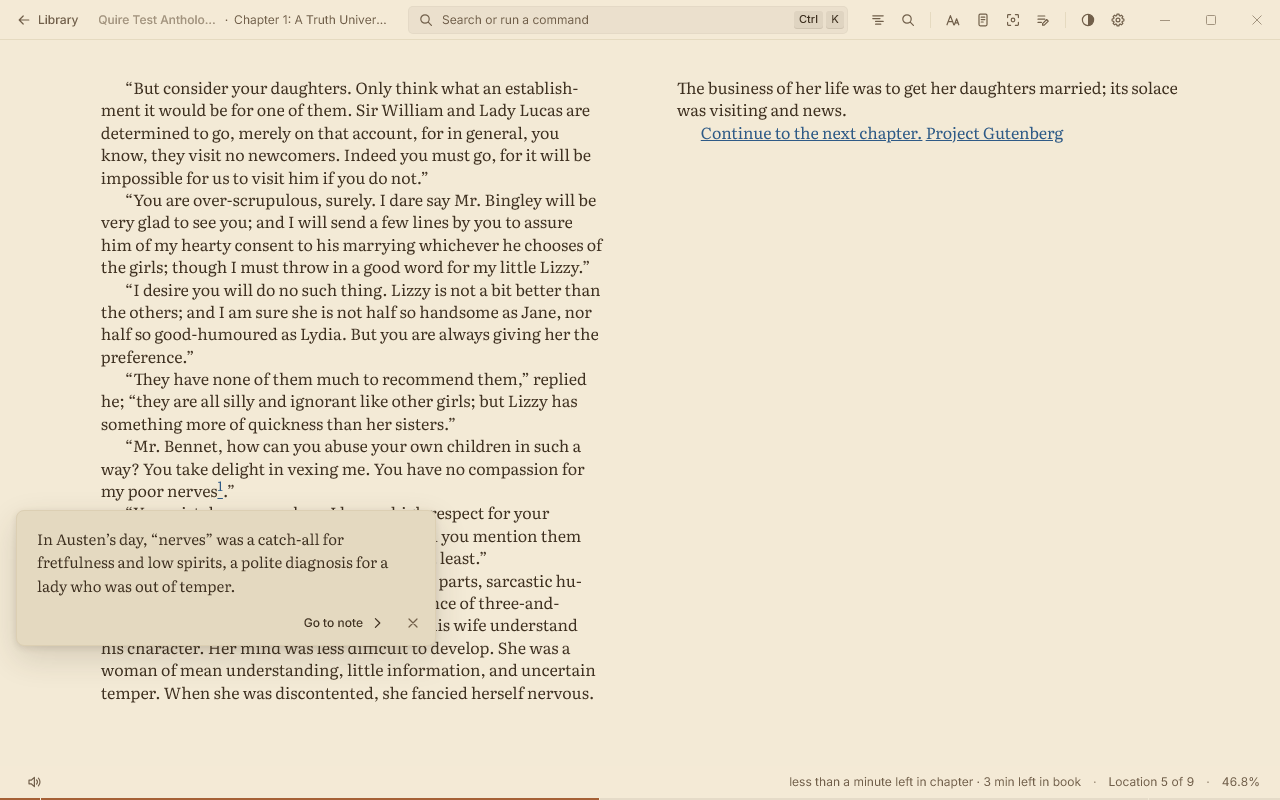 Library
Quire Test Antholo... · Chapter 1: A Truth Univer...
Search or run a command
Ctrl K
“But consider your daughters. Only think what an establish-
ment it would be for one of them. Sir William and Lady Lucas are
determined to go, merely on that account, for in general, you
know, they visit no newcomers. Indeed you must go, for it will be
impossible for us to visit him if you do not.”
“You are over-scrupulous, surely. I dare say Mr. Bingley will be
very glad to see you; and I will send a few lines by you to assure
him of my hearty consent to his marrying whichever he chooses of
the girls; though I must throw in a good word for my little Lizzy.”
“I desire you will do no such thing. Lizzy is not a bit better than
the others; and I am sure she is not half so handsome as Jane, nor
half so good-humoured as Lydia. But you are always giving her the
preference.”
“They have none of them much to recommend them,” replied
he; “they are all silly and ignorant like other girls; but Lizzy has
something more of quickness than her sisters.”
“Mr. Bennet, how can you abuse your own children in such a
way? You take delight in vexing me. You have no compassion for
my poor nerves1.”
respect for your
you mention them
least.”
parts, sarcastic hu-
of three-and-
wife understand
his character. Her mind was less difficult to develop. She was a
woman of mean understanding, little information, and uncertain
temper. When she was discontented, she fancied herself nervous.
In Austen’s day, “nerves” was a catch-all for
fretfulness and low spirits, a polite diagnosis for a
lady who was out of temper.
Go to note
The business of her life was to get her daughters married; its solace
was visiting and news.
Continue to the next chapter. Project Gutenberg
less than a minute left in chapter · 3 min left in book · Location 5 of 9 · 46.8%